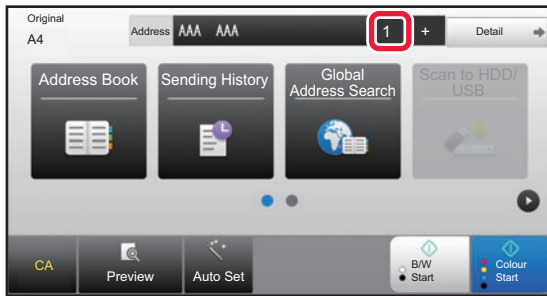 Original
A4
Address AAA AAA 1 + Detail
Address Book
Sending History
Global
Address Search
Scan to HDD/
USB
CA
Preview
Auto Set
B/W
Start
Colour
Start